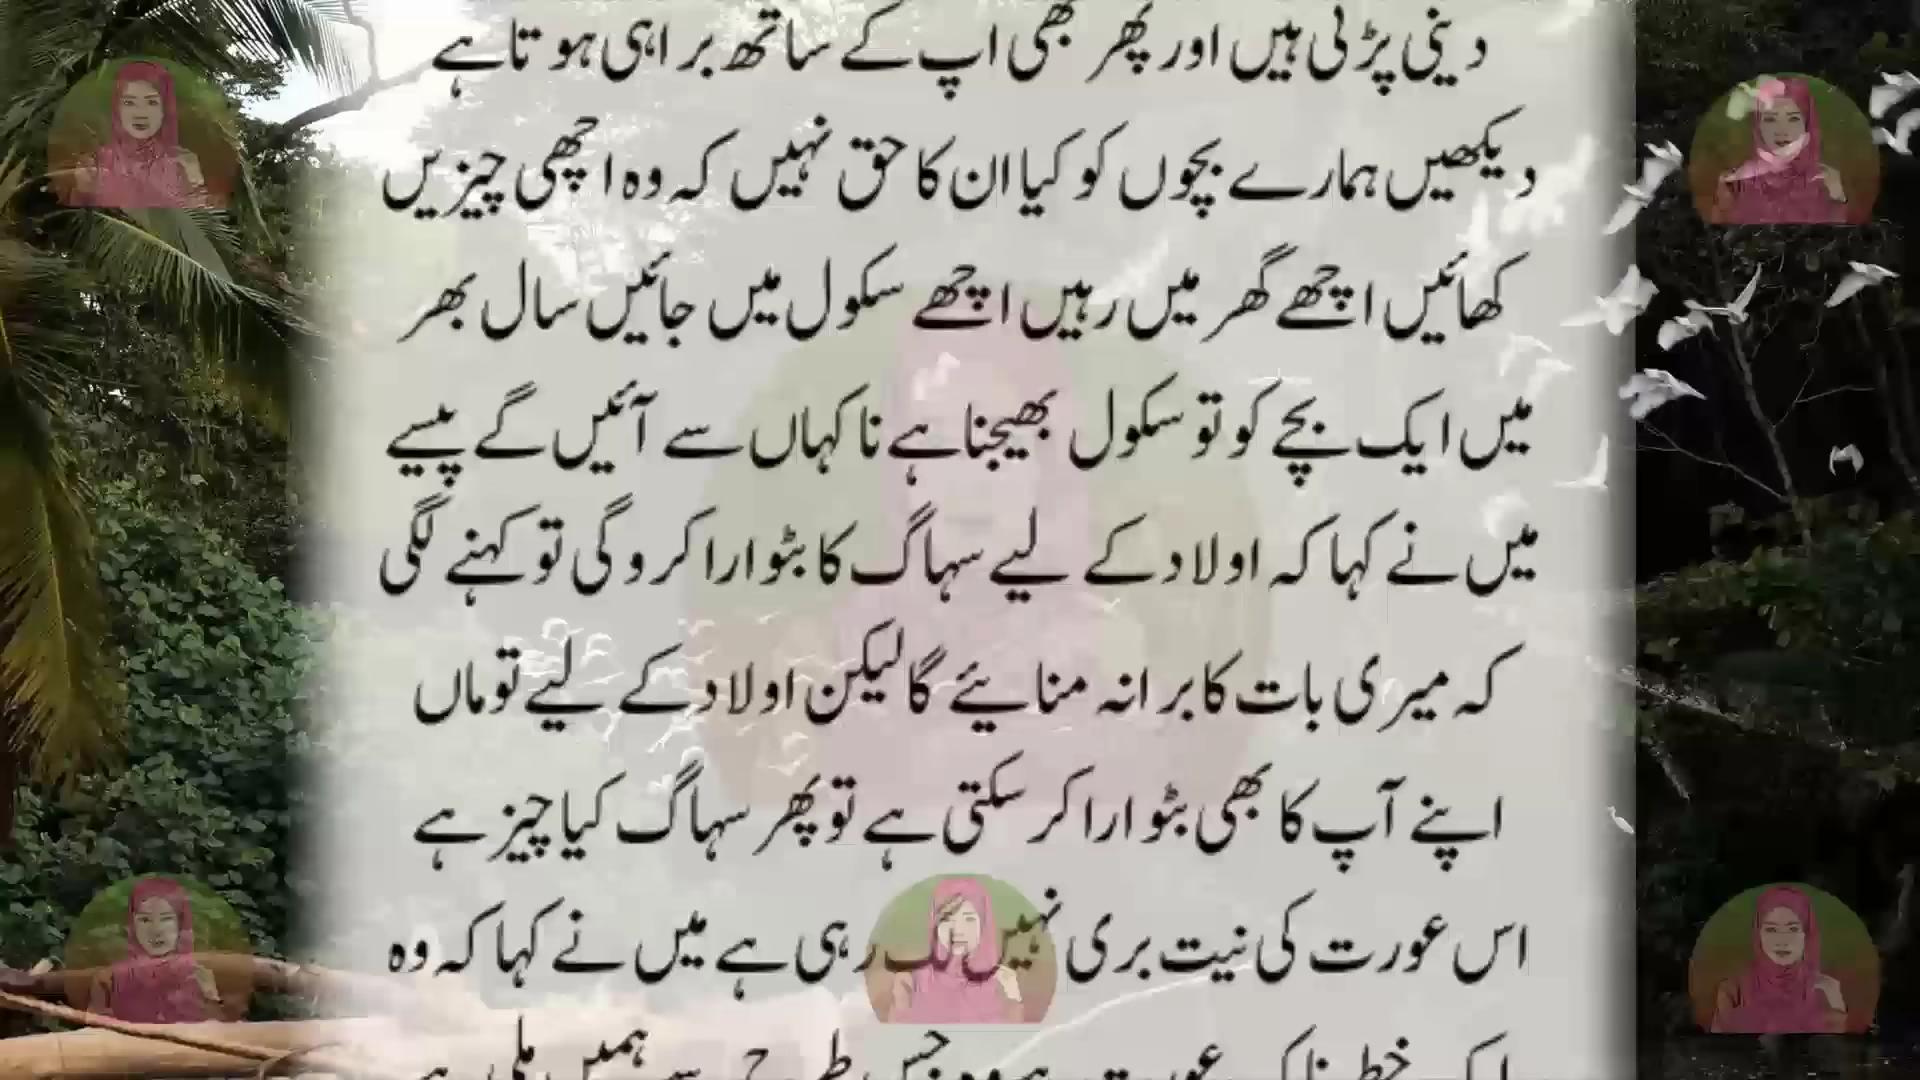 دینی پڑتی ہیں اور پھر بھی اپ کے ساتھ برا ہی ہوتا ہے
دیکھیں ہمارے بچوں کو کیا ان کا حق نہیں کہ وہ اچھی چیزیں
کھائیں اچھے گھر میں رہیں اچھے سکول میں جائیں سال بھر
میں ایک بچے کو تو سکول بھیجنا ہے نا کہاں سے آئیں گے پیسے
میں نے کہا کہ اولاد کے لیے سہاگ کا بٹوارا کرو گی تو کہنے لگی
کہ میری بات کا برا نہ منایئے گا لیکن اولاد کے لیے تو ماں
اپنے آپ کا بھی بٹوارا کر سکتی ہے تو پھر سہاگ کیا چیز ہے
اس عورت کی نیت بری نہیں لگ رہی ہے میں نے کہا کہ وہ